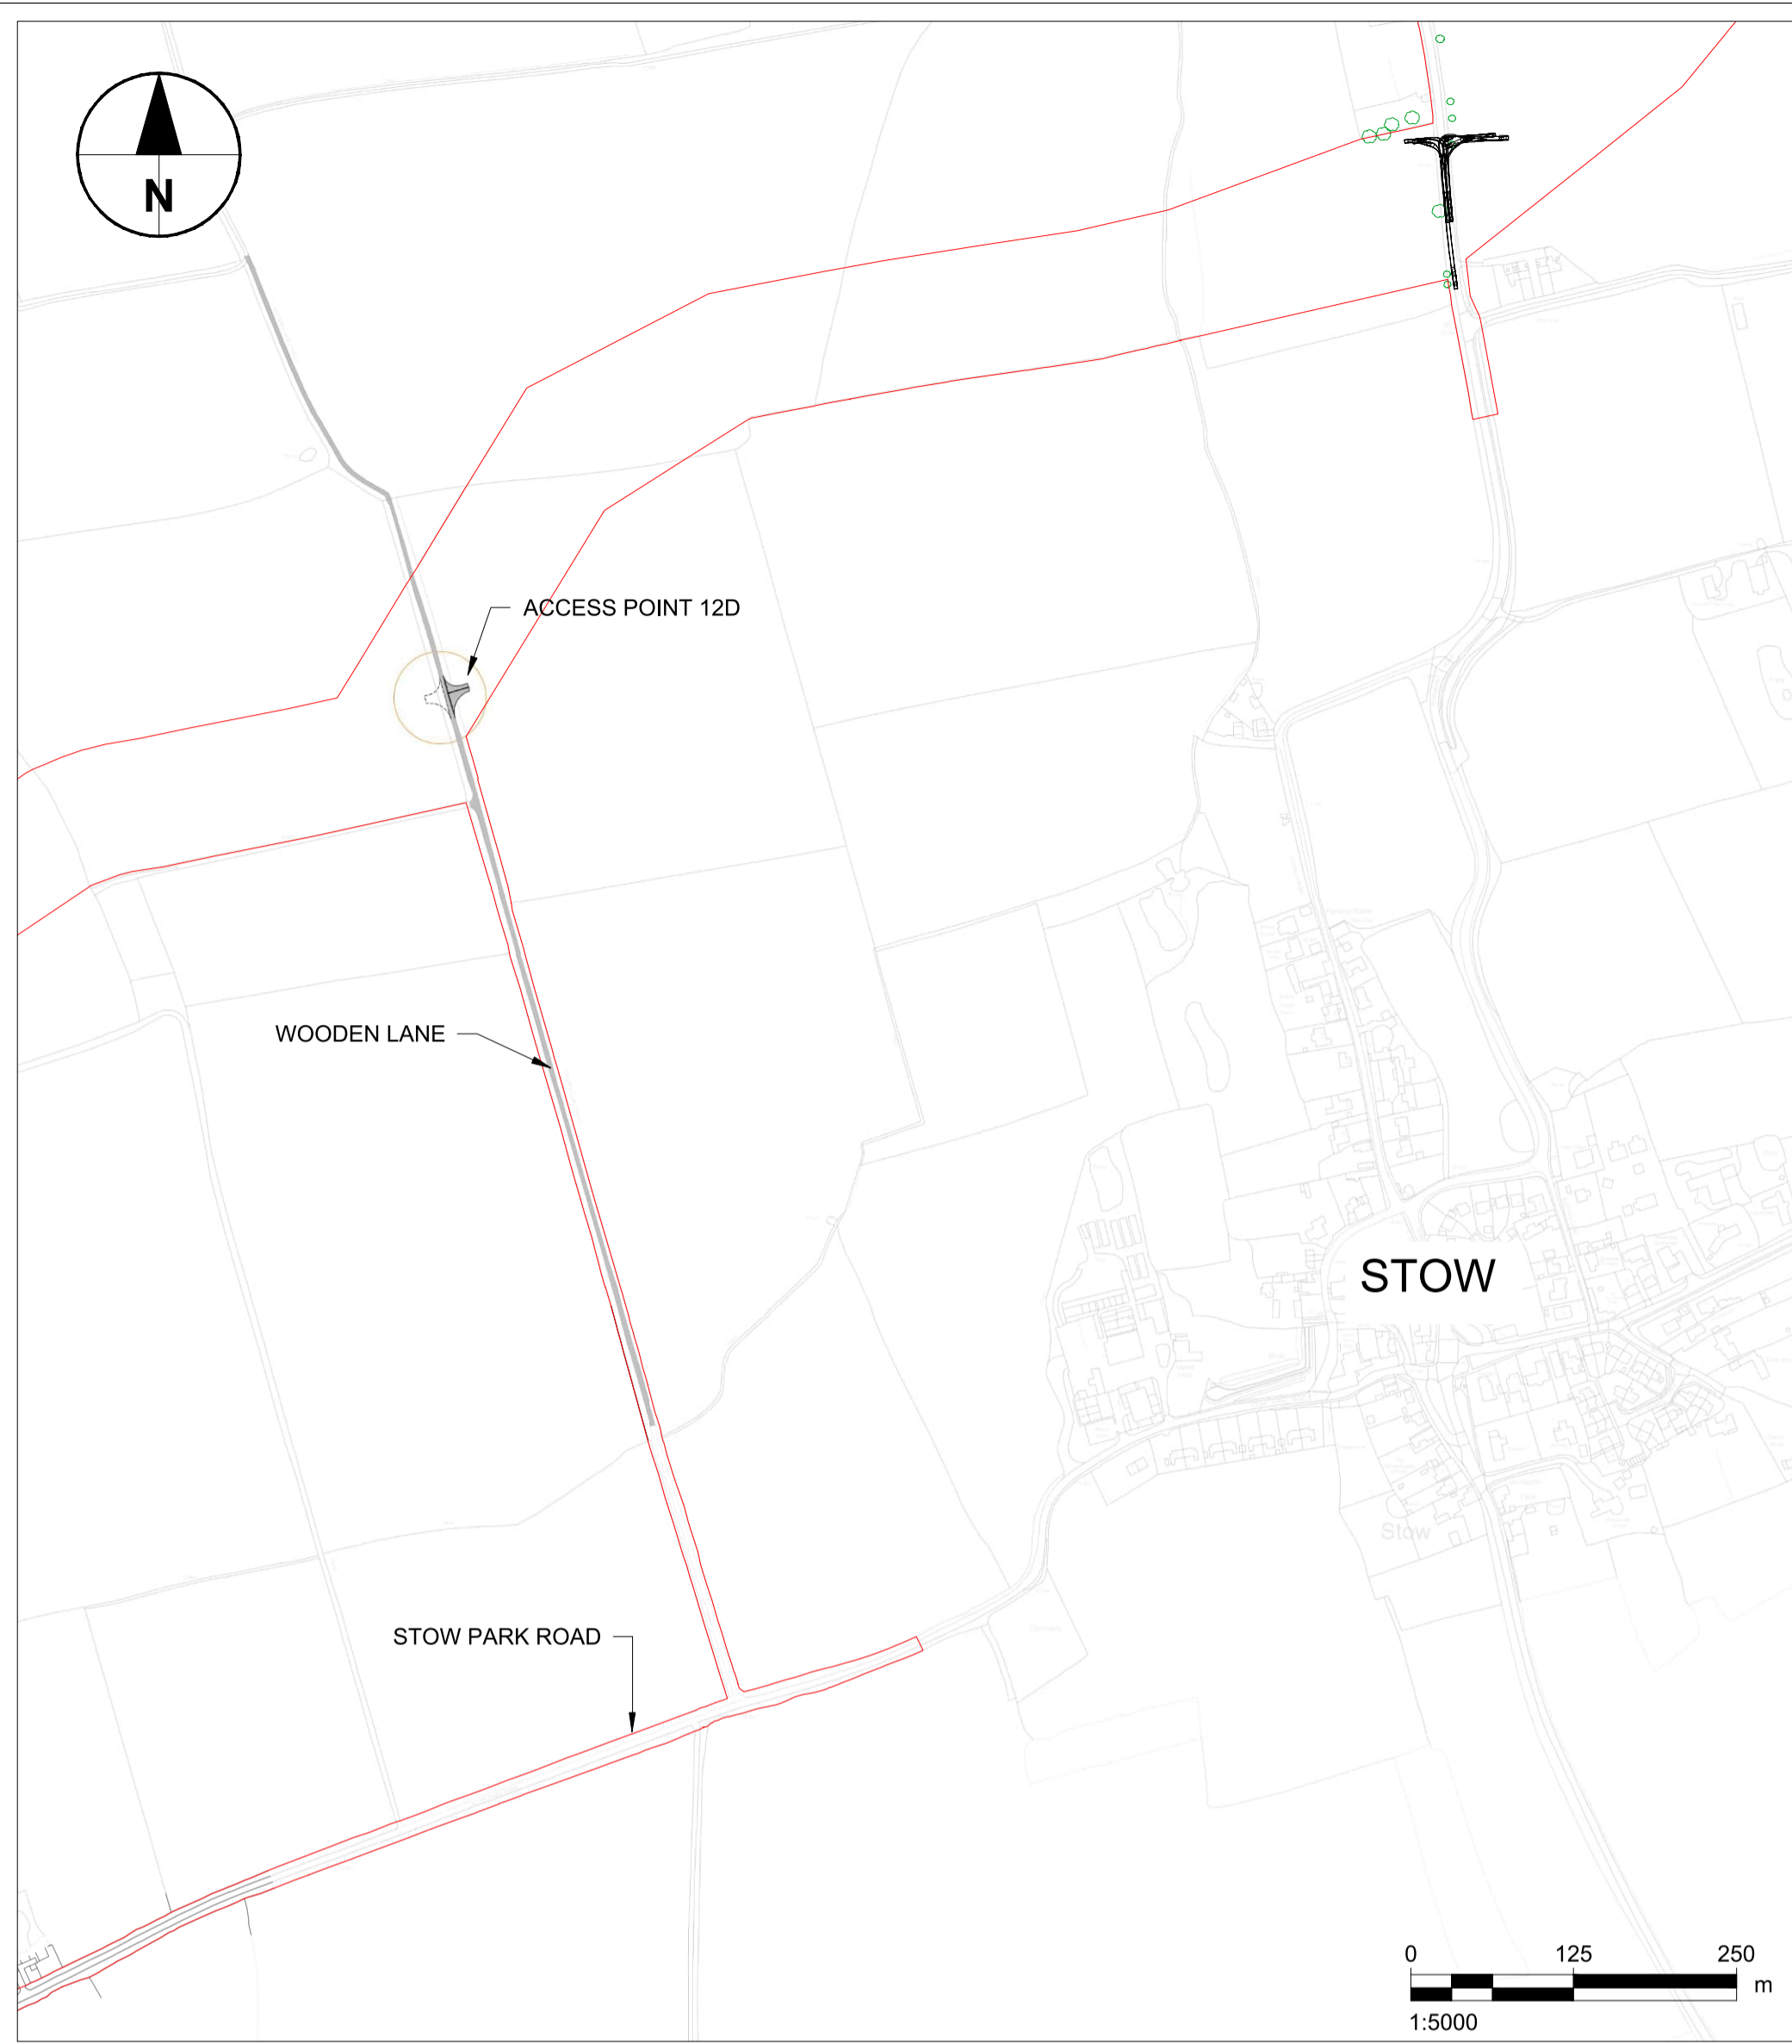 N
ACCESS POINT 12D
WOODEN LANE
STOW
Stow
STOW PARK ROAD
0 125 250
m
1:5000